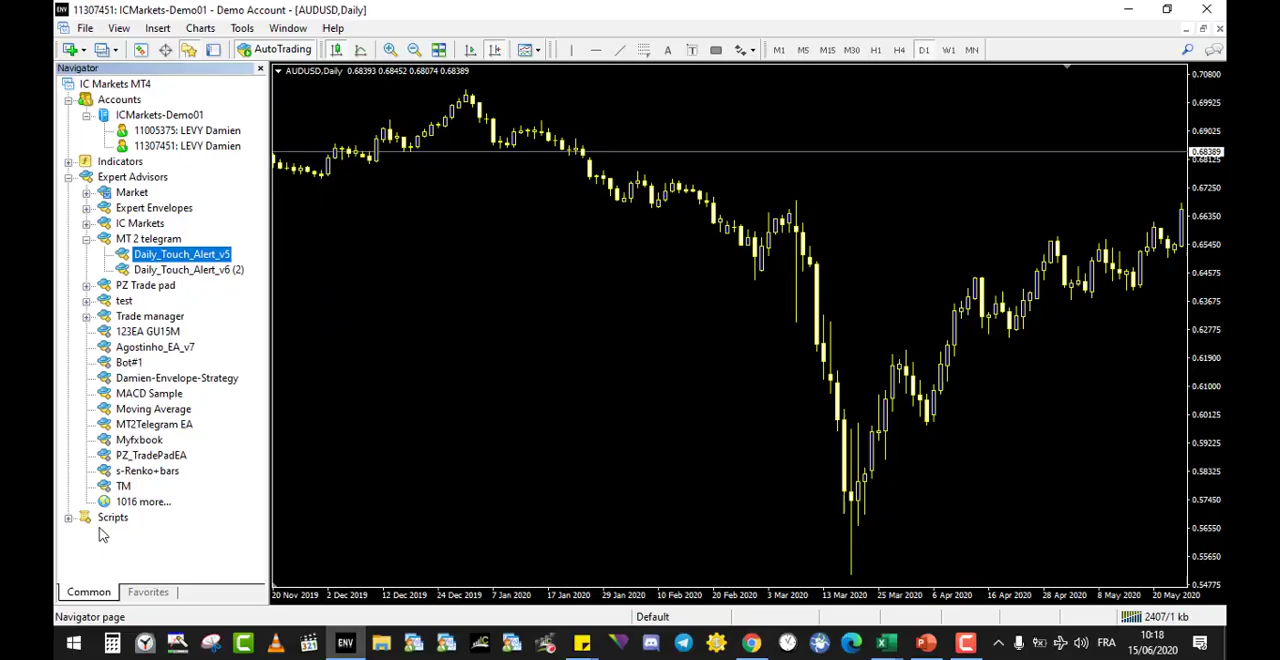 11307451: ICMarkets-Demo01 - Demo Account - [AUDUSD,Daily]
File View Insert Charts Tools Window Help
AutoTrading
A T M1 M5 M15 M30 H1 H4 D1 W1 MN
Navigator
IC Markets MT4
Accounts
ICMarkets-Demo01
11005375: LEVY Damien
11307451: LEVY Damien
Indicators
Expert Advisors
Market
Expert Envelopes
IC Markets
MT 2 telegram
Daily_Touch_Alert_v5
Daily_Touch_Alert_v6 (2)
PZ Trade pad
test
Trade manager
123EA GU15M
Agostinho_EA_v7
Bot#1
Damien-Envelope-Strategy
MACD Sample
Moving Average
MT2Telegram EA
Myfxbook
PZ_TradePadEA
s-Renko+bars
TM
1016 more...
Scripts
Common Favorites
AUDUSD,Daily 0.68393 0.68452 0.68074 0.68389
0.70800
0.69925
0.69025
0.68389
0.68125
0.67250
0.66350
0.65450
0.64575
0.63675
0.62775
0.61900
0.61000
0.60125
0.59225
0.58325
0.57450
0.56550
0.55650
0.54775
20 Nov 2019 2 Dec 2019 12 Dec 2019 24 Dec 2019 7 Jan 2020 17 Jan 2020 29 Jan 2020 10 Feb 2020 20 Feb 2020 3 Mar 2020 13 Mar 2020 25 Mar 2020 6 Apr 2020 16 Apr 2020 28 Apr 2020 8 May 2020 20 May 2020
Navigator page Default 2407/1 kb
ENV 321 ENV FRA 10:18
15/06/2020